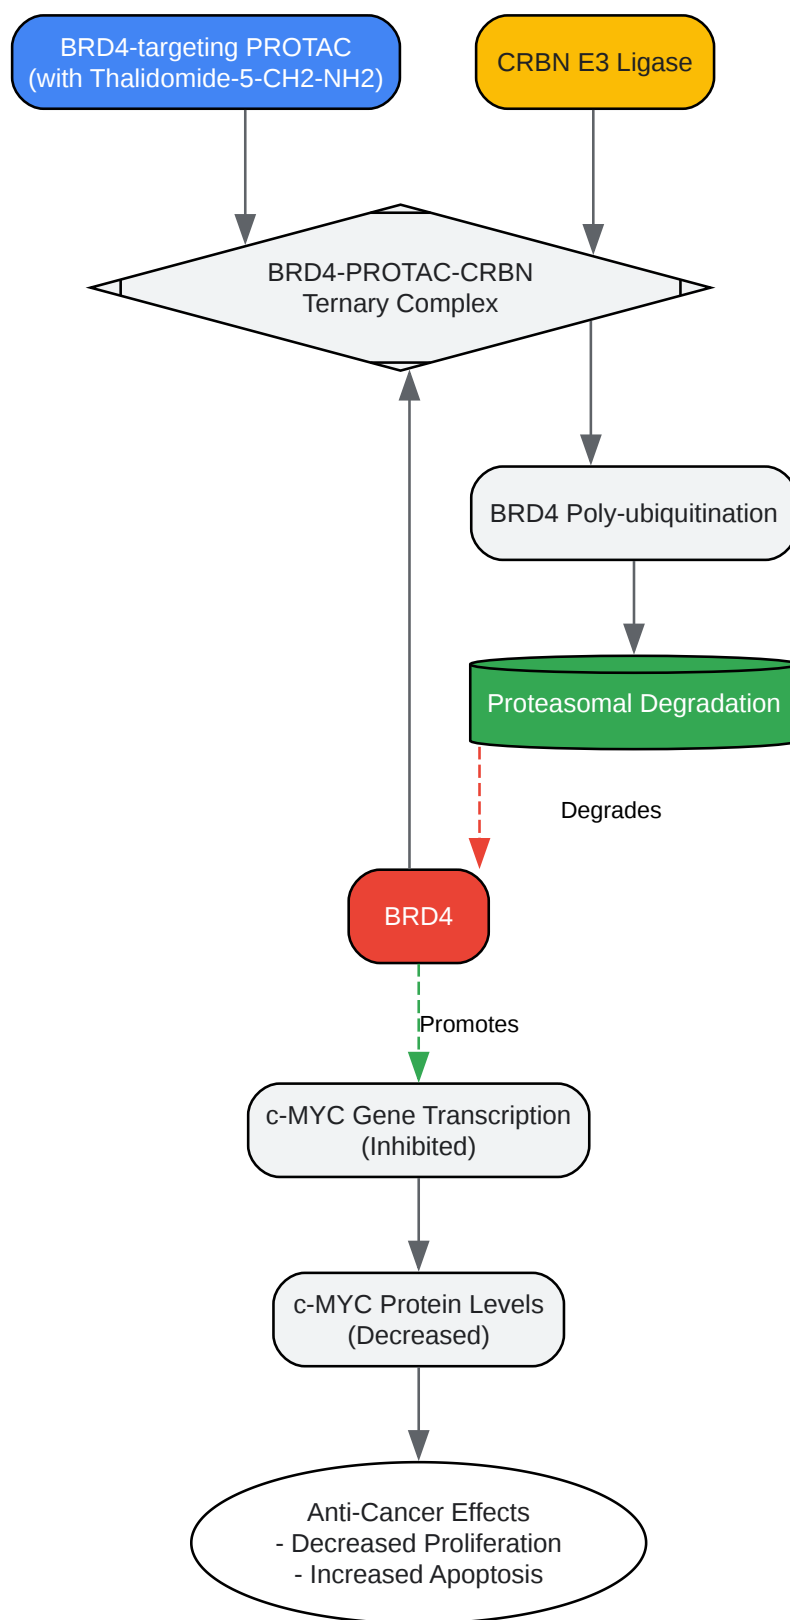 BRD4-targeting PROTAC
(with Thalidomide-5-CH2-NH2)
CRBN E3 Ligase
BRD4-PROTAC-CRBN
Ternary Complex
BRD4 Poly-ubiquitination
Proteasomal Degradation
Degrades
BRD4
Promotes
c-MYC Gene Transcription
(Inhibited)
c-MYC Protein Levels
(Decreased)
Anti-Cancer Effects
- Decreased Proliferation
- Increased Apoptosis